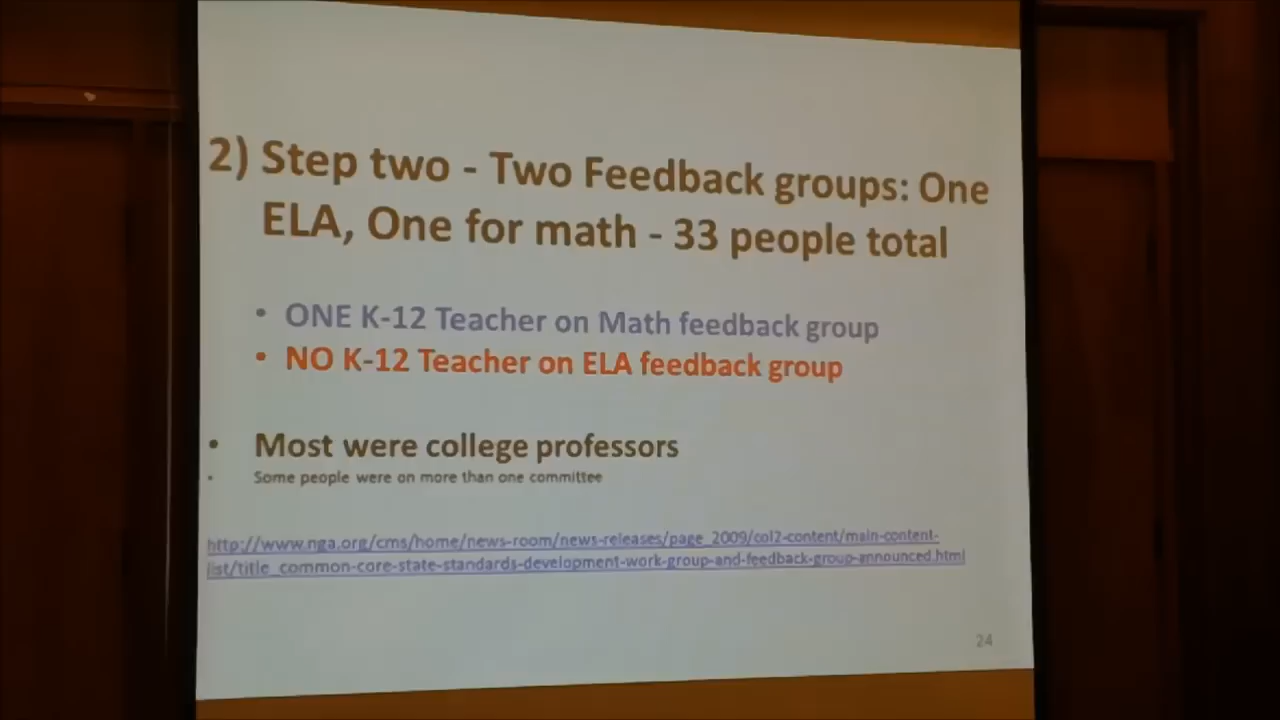 2) Step two - Two Feedback groups: One
ELA, One for math - 33 people total
• ONE K-12 Teacher on Math feedback group
• NO K-12 Teacher on ELA feedback group
• Most were college professors
• Some people were on more than one committee
http://www.nga.org/cms/home/news-room/news-releases/page_2009/col2-content/main-content-
list/title_common-core-state-standards-development-work-group-and-feedback-group-announced.html
24